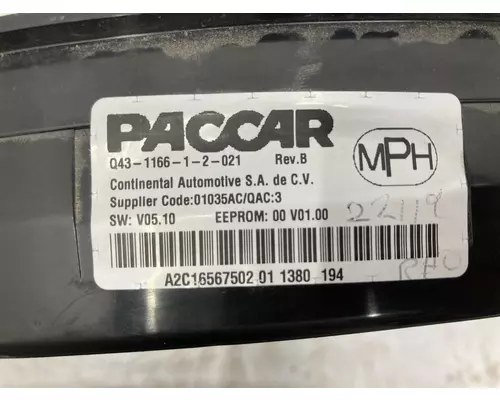 PACCAR
Q43-1166-1-2-021 Rev.B
MPH
Continental Automotive S.A. de C.V.
Supplier Code:01035AC/QAC:3
SW: V05.10 EEPROM: 00 V01.00
A2C16567502 01 1380 194